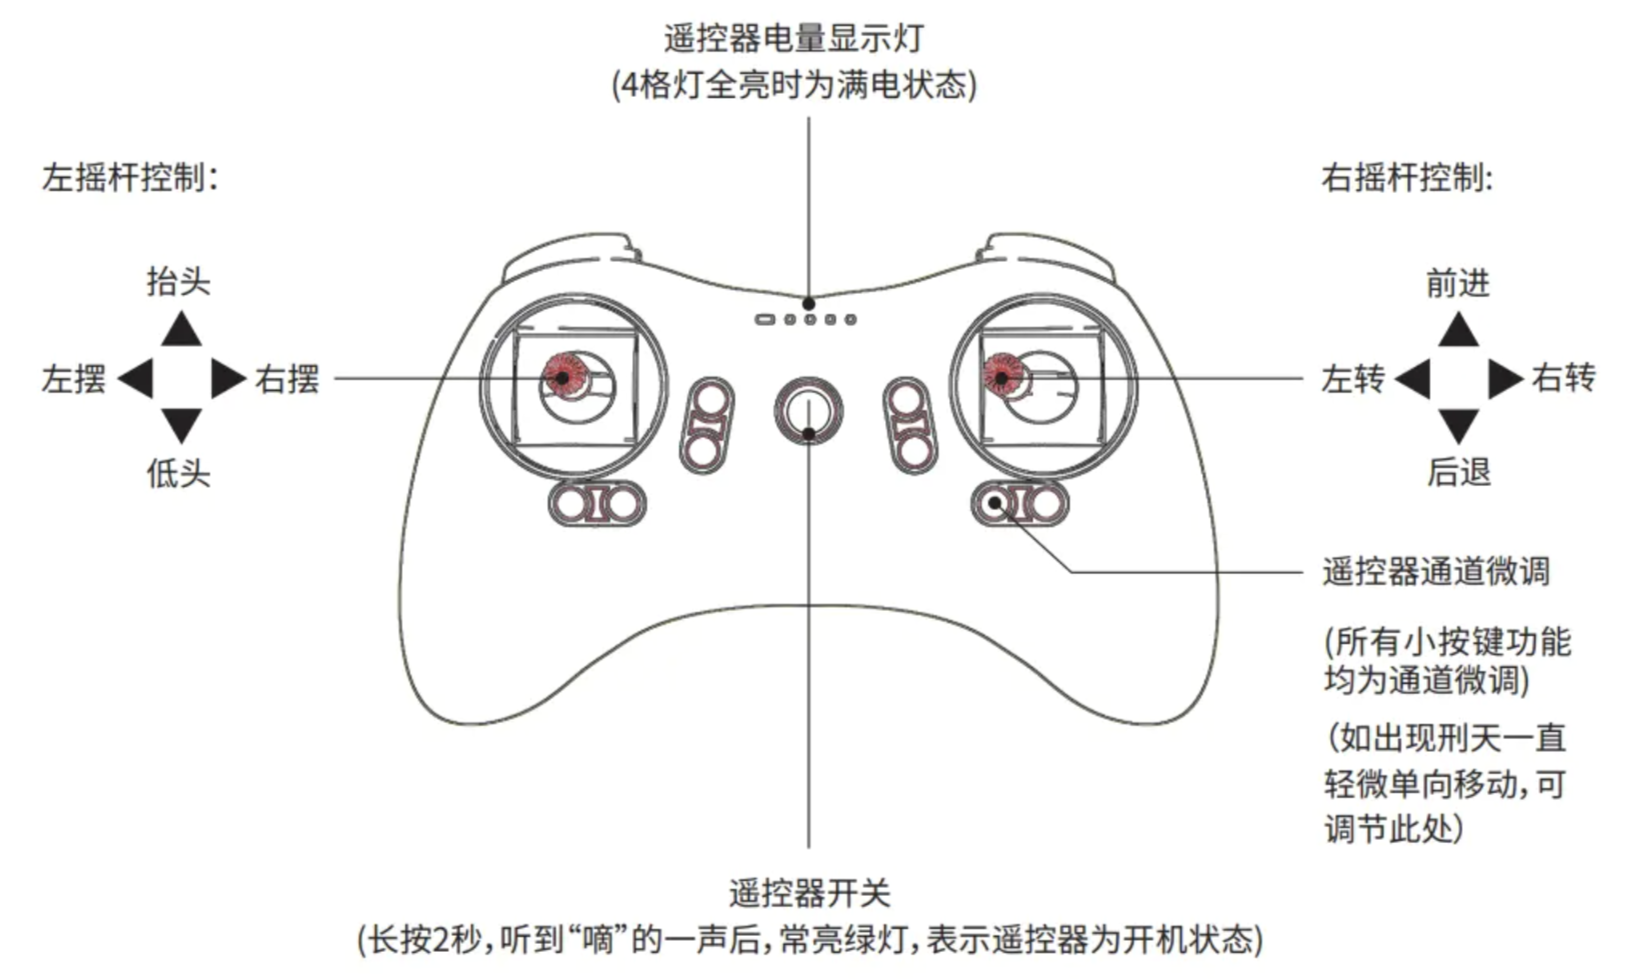 遥控器电量显示灯
(4格灯全亮时为满电状态)
左摇杆控制：
抬头
左摆
右摆
低头
右摇杆控制:
前进
左转
右转
后退
遥控器通道微调
(所有小按键功能
均为通道微调)
（如出现刑天一直
轻微单向移动，可
调节此处）
遥控器开关
(长按2秒，听到“嘀”的一声后，常亮绿灯，表示遥控器为开机状态)